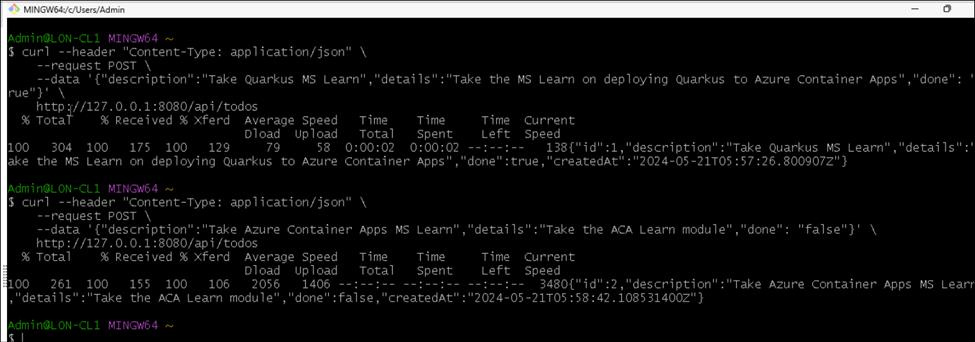 MINGW64:/c/Users/Admin
Admin@LON-CL1 MINGW64 ~
$ curl --header "Content-Type: application/json" \
--request POST \
--data '{"description":"Take Quarkus MS Learn","details":"Take the MS Learn on deploying Quarkus to Azure Container Apps","done": "
rue"}' \
http://127.0.0.1:8080/api/todos
% Total % Received % Xferd Average Speed Time Time Time Current
Dload Upload Total Spent Left Speed
100 304 100 175 100 129 79 58 0:00:02 0:00:02 --:--:-- 138{"id":1,"description":"Take Quarkus MS Learn","details":"
ake the MS Learn on deploying Quarkus to Azure Container Apps","done":true,"createdAt":"2024-05-21T05:57:26.800907Z"}
Admin@LON-CL1 MINGW64 ~
$ curl --header "Content-Type: application/json" \
--request POST \
--data '{"description":"Take Azure Container Apps MS Learn","details":"Take the ACA Learn module","done": "false"}' \
http://127.0.0.1:8080/api/todos
% Total % Received % Xferd Average Speed Time Time Time Current
Dload Upload Total Spent Left Speed
100 261 100 155 100 106 2056 1406 --:--:-- --:--:-- --:--:-- 3480{"id":2,"description":"Take Azure Container Apps MS Learn
,"details":"Take the ACA Learn module","done":false,"createdAt":"2024-05-21T05:58:42.108531400Z"}
Admin@LON-CL1 MINGW64 ~
$